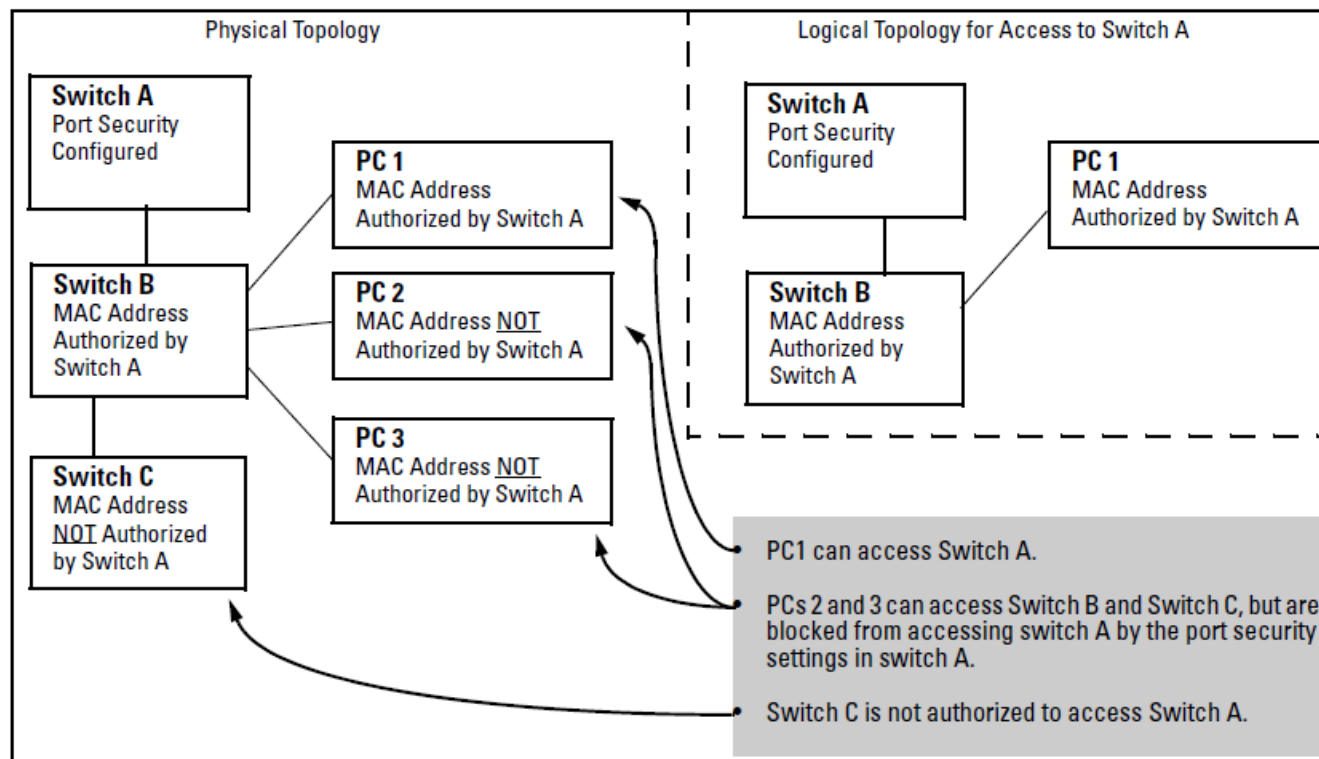 Physical Topology
Switch A
Port Security
Configured
PC 1
MAC Address
Authorized by Switch A
Switch B
MAC Address
Authorized by
Switch A
PC 2
MAC Address NOT
Authorized by Switch A
PC 3
MAC Address NOT
Authorized by Switch A
Switch C
MAC Address
NOT Authorized
by Switch A
Logical Topology for Access to Switch A
Switch A
Port Security
Configured
PC 1
MAC Address
Authorized by Switch A
Switch B
MAC Address
Authorized by
Switch A
• PC1 can access Switch A.
• PCs 2 and 3 can access Switch B and Switch C, but are
blocked from accessing switch A by the port security
settings in switch A.
• Switch C is not authorized to access Switch A.